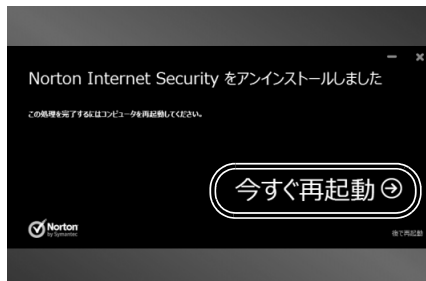 Norton Internet Security をアンインストールしました
この処理を完了するにはコンピュータを再起動してください。
今すぐ再起動
Norton
by Symantec
後で再起動